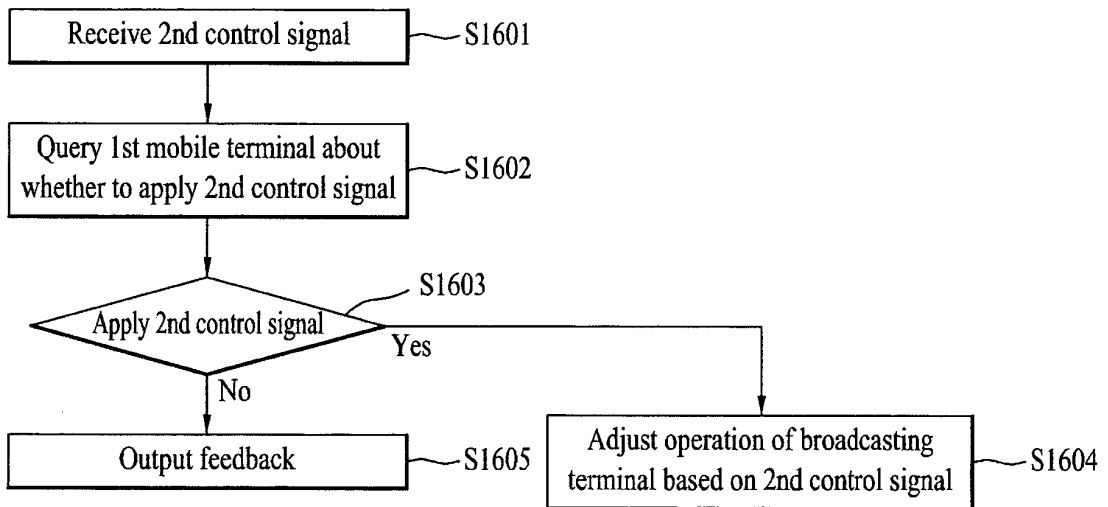 Receive 2nd control signal
S1601
Query 1st mobile terminal about
whether to apply 2nd control signal
S1602
Apply 2nd control signal
S1603
Yes
No
Output feedback
S1605
Adjust operation of broadcasting
terminal based on 2nd control signal
S1604